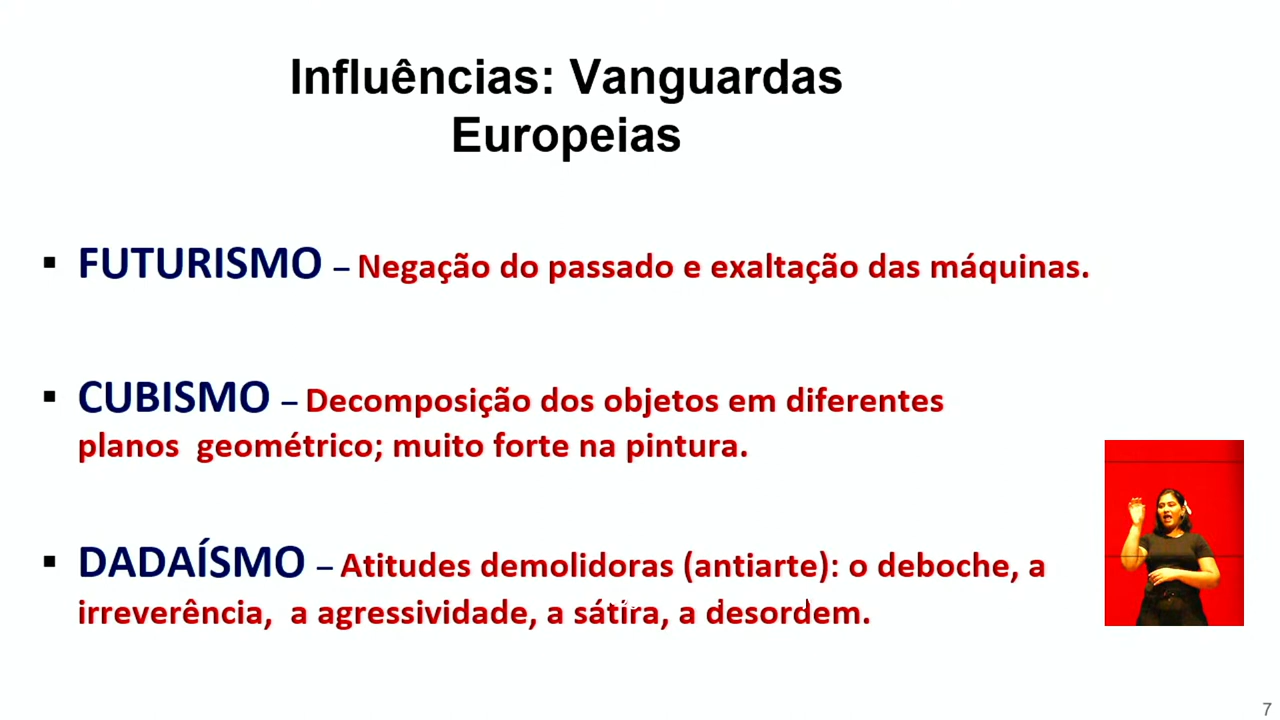 Influências: Vanguardas
Europeias
▪ FUTURISMO – Negação do passado e exaltação das máquinas.
▪ CUBISMO – Decomposição dos objetos em diferentes
planos geométrico; muito forte na pintura.
▪ DADAÍSMO – Atitudes demolidoras (antiarte): o deboche, a
irreverência, a agressividade, a sátira, a desordem.
7